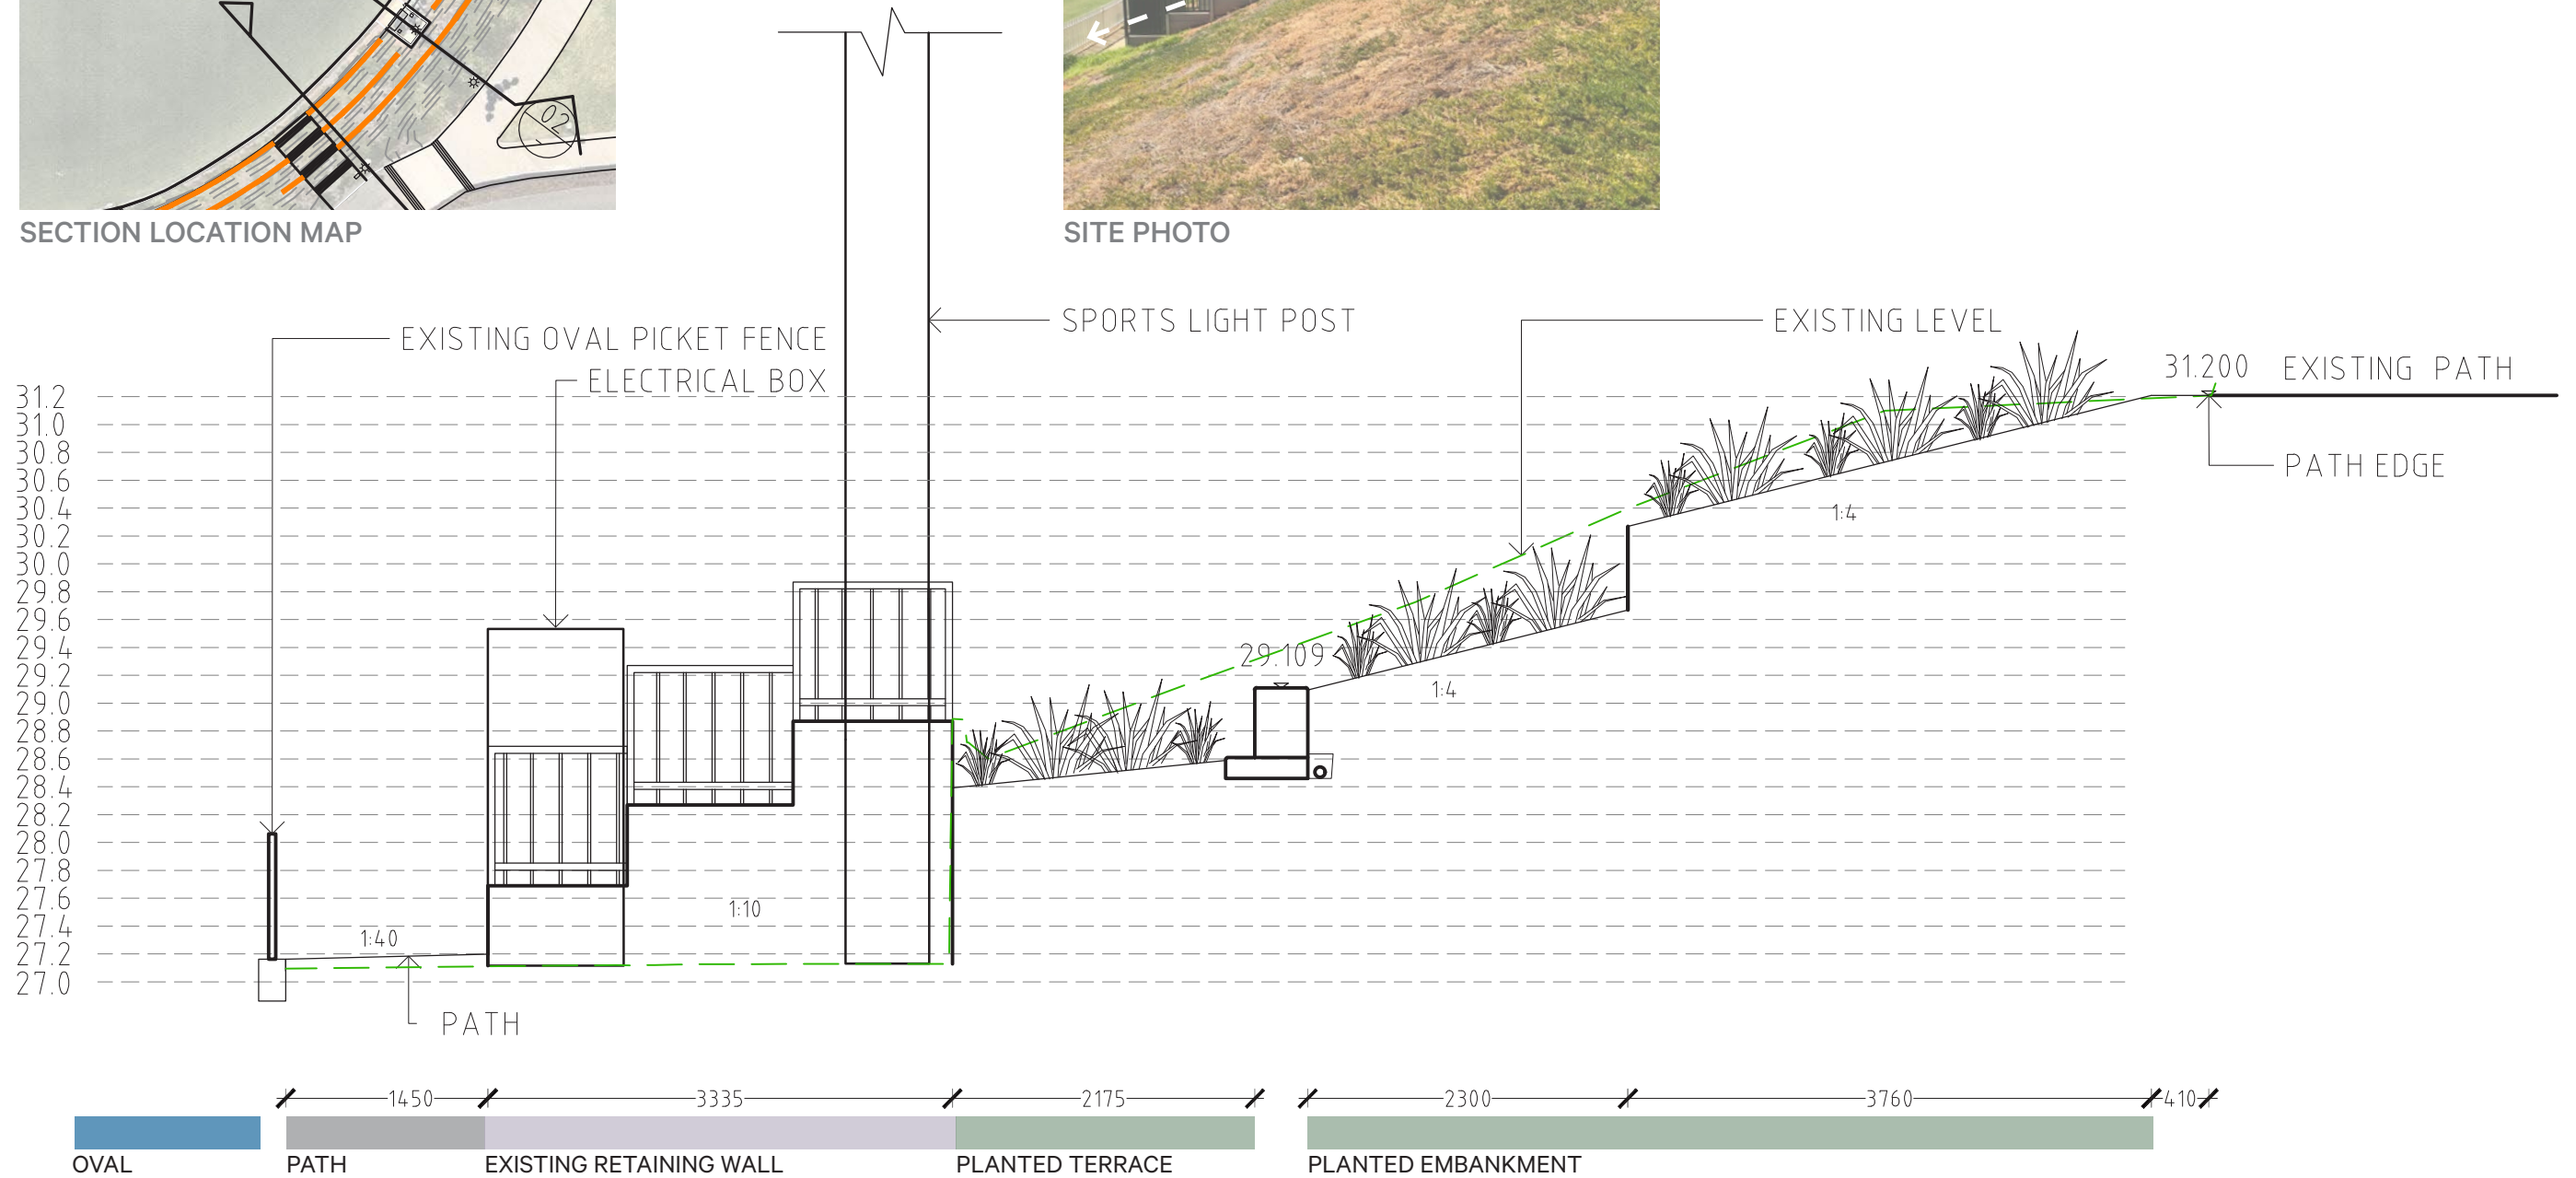 02
SECTION LOCATION MAP
SITE PHOTO
SPORTS LIGHT POST
EXISTING LEVEL
EXISTING OVAL PICKET FENCE
ELECTRICAL BOX
31.200 EXISTING PATH
PATH EDGE
31.2
31.0
30.8
30.6
30.4
30.2
30.0
29.8
29.6
29.4
29.2
29.0
28.8
28.6
28.4
28.2
28.0
27.8
27.6
27.4
27.2
27.0
1:4
29.109
1:4
1:10
1:40
PATH
1450
3335
2175
2300
3760
410
OVAL
PATH
EXISTING RETAINING WALL
PLANTED TERRACE
PLANTED EMBANKMENT